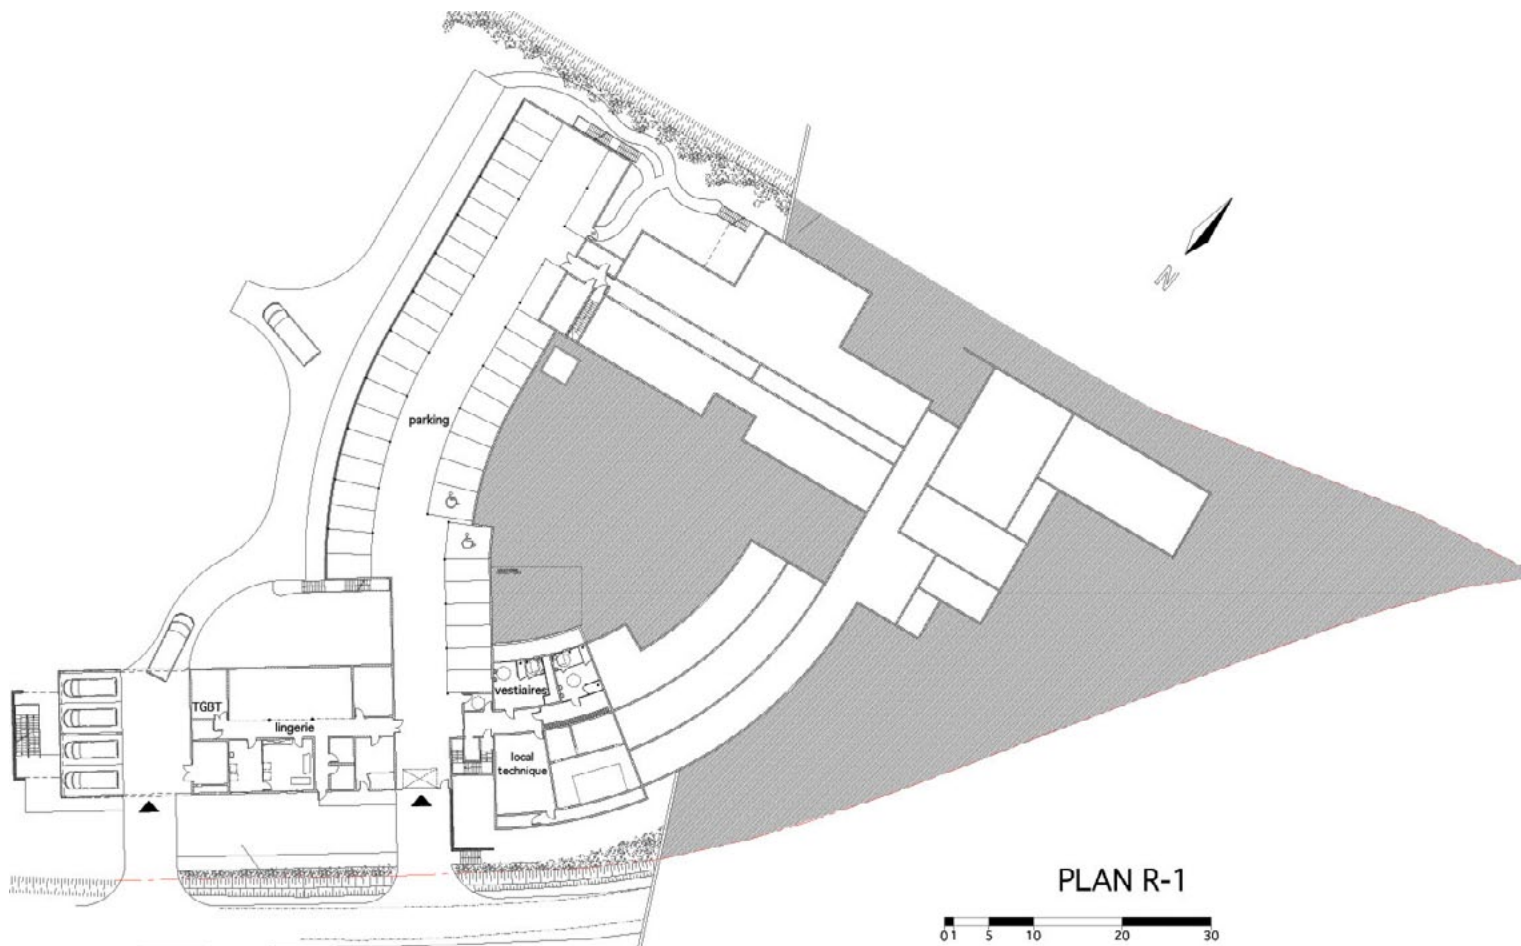 N
parking
vestiaires
TGBT
lingerie
local
technique
PLAN R-1
0 1 5 10 20 30